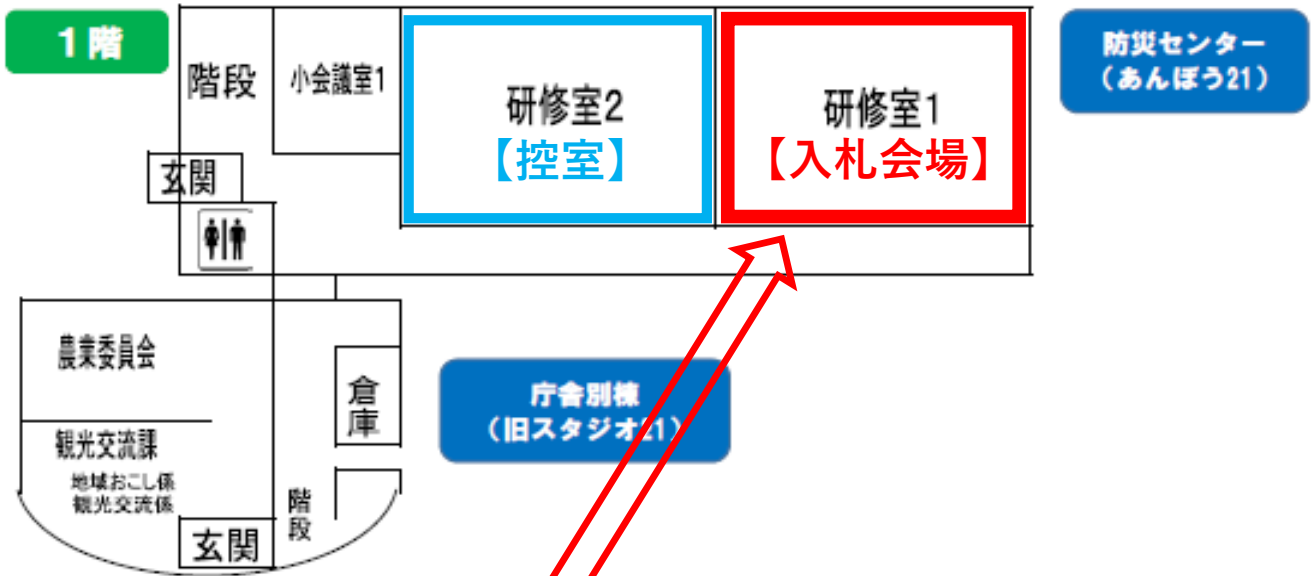 1階
階段
小会議室1
研修室2
【控室】
研修室1
【入札会場】
防災センター
（あんぼう21）
玄関
農業委員会
観光交流課
地域おこし係
観光交流係
倉庫
階段
玄関
庁舎別棟
（旧スタジオ21）